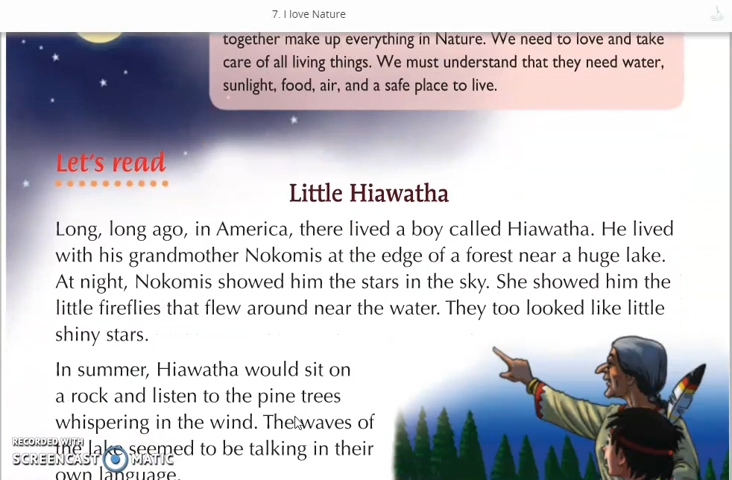 7. I love Nature
together make up everything in Nature. We need to love and take
care of all living things. We must understand that they need water,
sunlight, food, air, and a safe place to live.
Let's read
Little Hiawatha
Long, long ago, in America, there lived a boy called Hiawatha. He lived
with his grandmother Nokomis at the edge of a forest near a huge lake.
At night, Nokomis showed him the stars in the sky. She showed him the
little fireflies that flew around near the water. They too looked like little
shiny stars.
In summer, Hiawatha would sit on
a rock and listen to the pine trees
whispering in the wind. The waves of
the lake seemed to be talking in their
own language.
RECORDED WITH
SCREENCAST MATIC